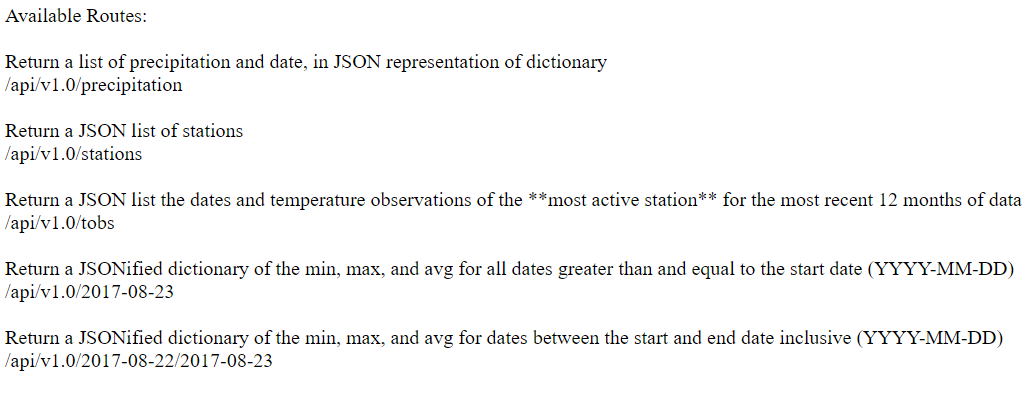 Available Routes:
Return a list of precipitation and date, in JSON representation of dictionary
/api/v1.0/precipitation
Return a JSON list of stations
/api/v1.0/stations
Return a JSON list the dates and temperature observations of the **most active station** for the most recent 12 months of data
/api/v1.0/tobs
Return a JSONified dictionary of the min, max, and avg for all dates greater than and equal to the start date (YYYY-MM-DD)
/api/v1.0/2017-08-23
Return a JSONified dictionary of the min, max, and avg for dates between the start and end date inclusive (YYYY-MM-DD)
/api/v1.0/2017-08-22/2017-08-23